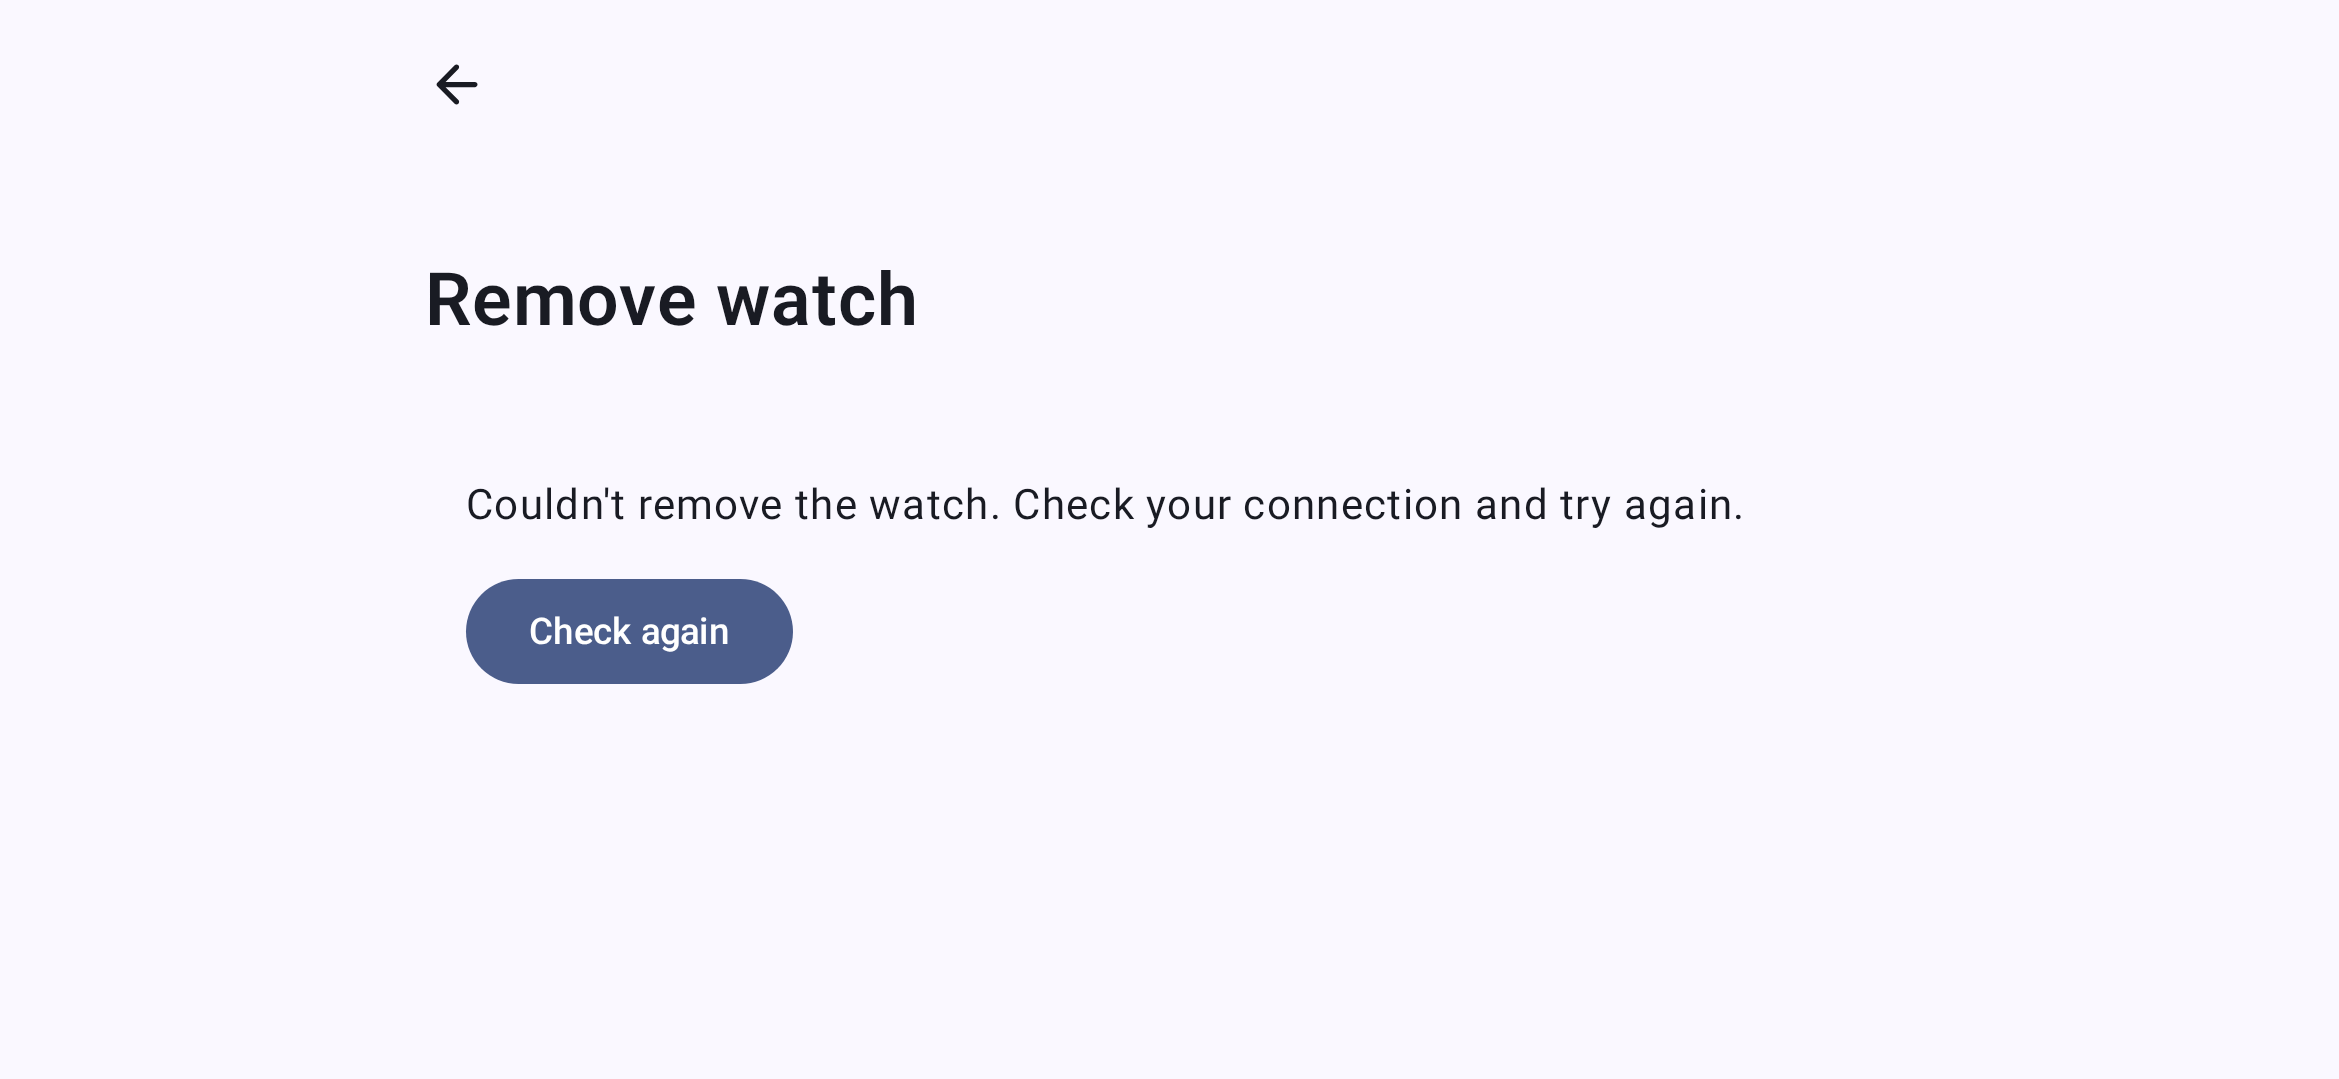 Remove watch
Couldn't remove the watch. Check your connection and try again.
Check again